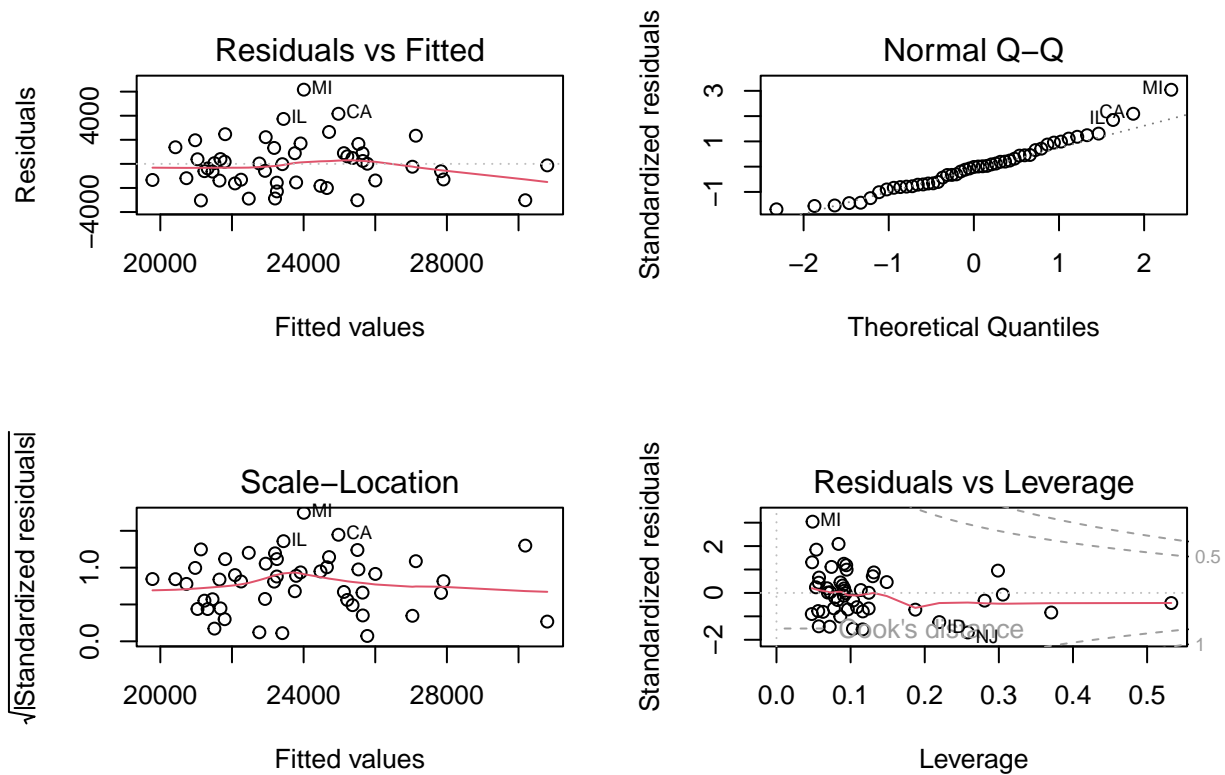 Residuals vs Fitted
Residuals
−4000
4000
MI
IL
CA
20000
24000
28000
Fitted values
Normal Q−Q
Standardized residuals
−1
1
3
MI
CA
IL
−2
−1
0
1
2
Theoretical Quantiles
Scale−Location
√|Standardized residuals|
0.0
1.0
MI
IL
CA
20000
24000
28000
Fitted values
Residuals vs Leverage
Standardized residuals
−2
0
2
MI
ID
NJ
Cook's distance
0.5
1
0.0
0.1
0.2
0.3
0.4
0.5
Leverage